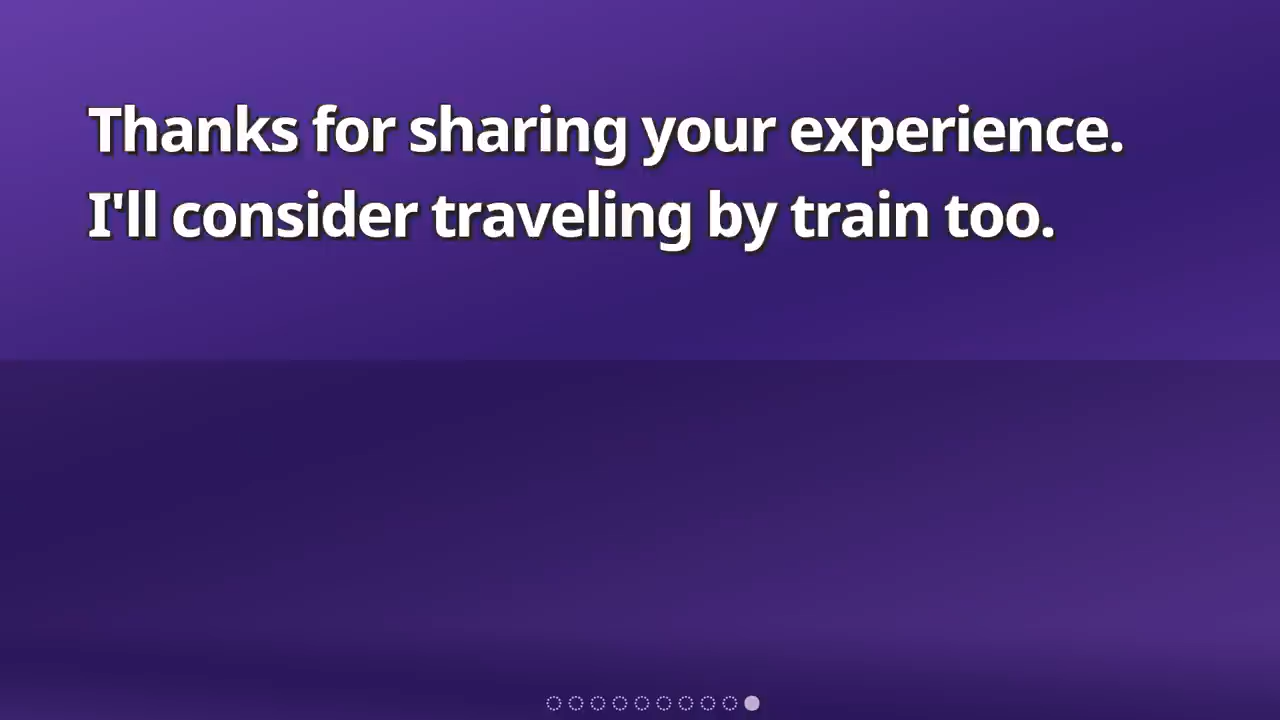 Thanks for sharing your experience.
I'll consider traveling by train too.